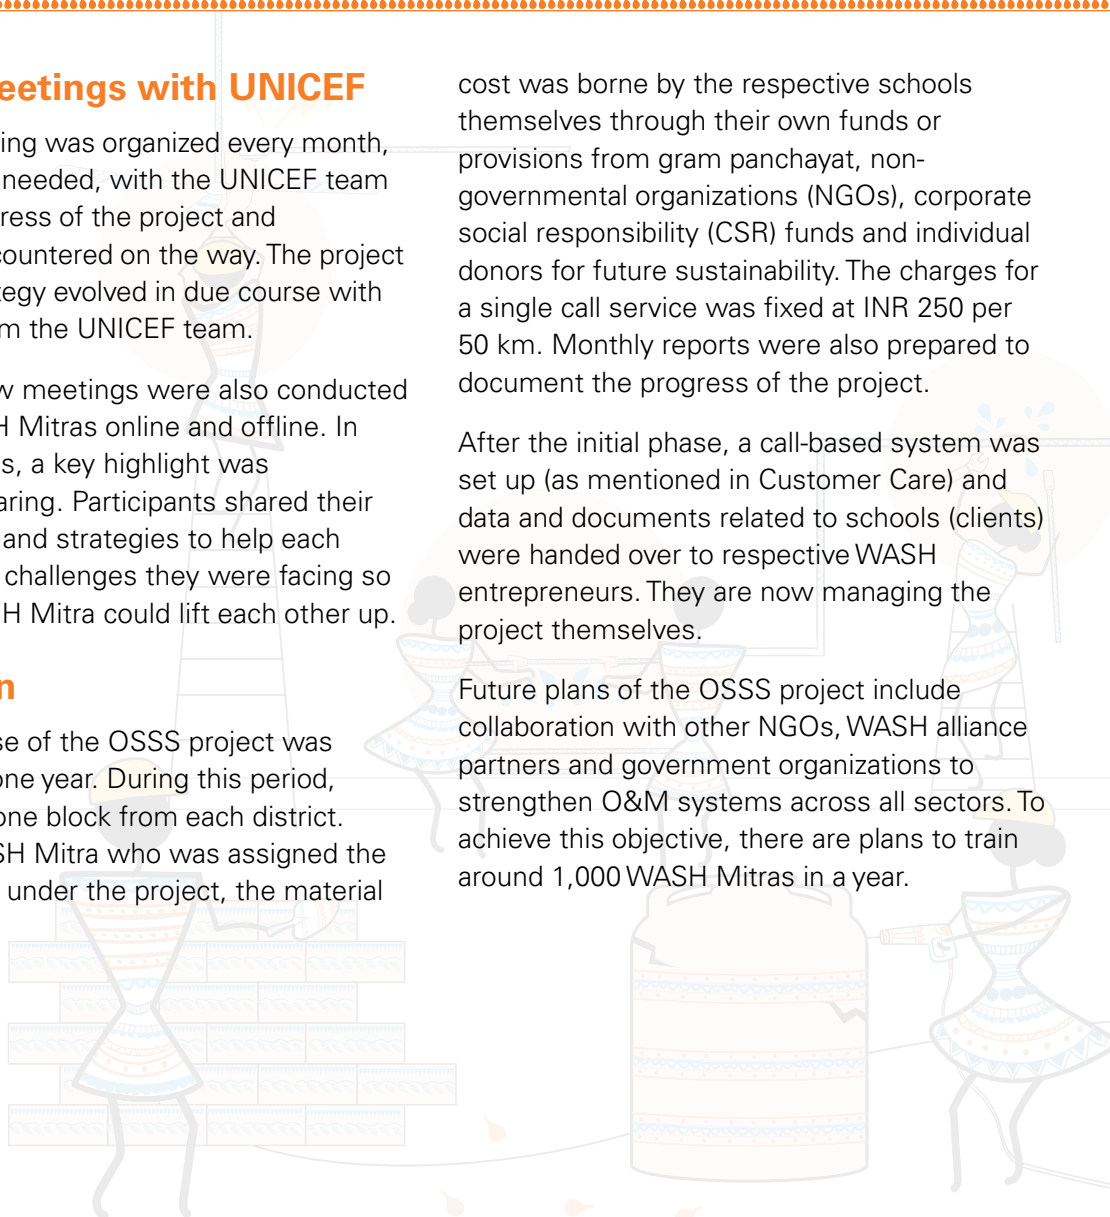 eetings with UNICEF
ing was organized every month,
needed, with the UNICEF team
ress of the project and
countered on the way. The project
tegy evolved in due course with
m the UNICEF team.
w meetings were also conducted
H Mitras online and offline. In
s, a key highlight was
aring. Participants shared their
and strategies to help each
challenges they were facing so
SH Mitra could lift each other up.
n
se of the OSSS project was
one year. During this period,
one block from each district.
SH Mitra who was assigned the
under the project, the material
cost was borne by the respective schools
themselves through their own funds or
provisions from gram panchayat, non-
governmental organizations (NGOs), corporate
social responsibility (CSR) funds and individual
donors for future sustainability. The charges for
a single call service was fixed at INR 250 per
50 km. Monthly reports were also prepared to
document the progress of the project.
After the initial phase, a call-based system was
set up (as mentioned in Customer Care) and
data and documents related to schools (clients)
were handed over to respective WASH
entrepreneurs. They are now managing the
project themselves.
Future plans of the OSSS project include
collaboration with other NGOs, WASH alliance
partners and government organizations to
strengthen O&M systems across all sectors. To
achieve this objective, there are plans to train
around 1,000 WASH Mitras in a year.